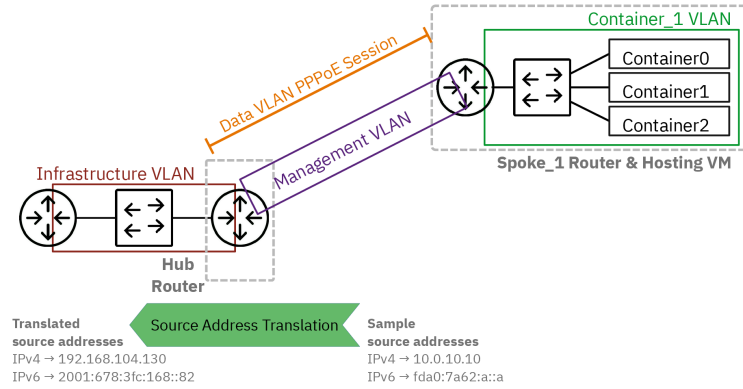 Container_1 VLAN
Data VLAN PPPoE Session
Container0
Container1
Container2
Management VLAN
Spoke_1 Router & Hosting VM
Infrastructure VLAN
Hub
Router
Source Address Translation
Translated
source addresses
IPv4 → 192.168.104.130
IPv6 → 2001:678:3fc:168::82
Sample
source addresses
IPv4 → 10.0.10.10
IPv6 → fda0:7a62:a::a